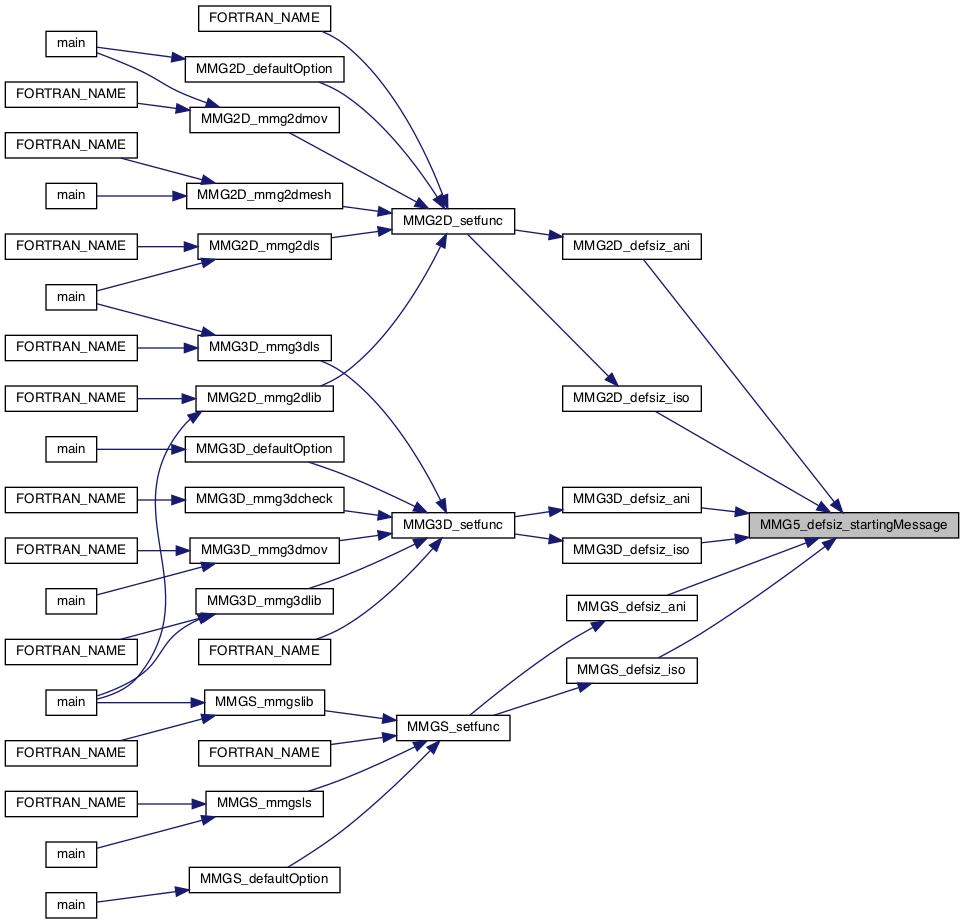 FORTRAN_NAME
main
MMG2D_defaultOption
FORTRAN_NAME
MMG2D_mmg2dmov
FORTRAN_NAME
main
MMG2D_mmg2dmesh
MMG2D_setfunc
FORTRAN_NAME
MMG2D_mmg2dls
MMG2D_defsiz_ani
main
FORTRAN_NAME
MMG3D_mmg3dls
FORTRAN_NAME
MMG2D_mmg2dlib
MMG2D_defsiz_iso
main
MMG3D_defaultOption
FORTRAN_NAME
MMG3D_mmg3dcheck
MMG3D_defsiz_ani
MMG3D_setfunc
MMG5_defsiz_startingMessage
FORTRAN_NAME
MMG3D_mmg3dmov
MMG3D_defsiz_iso
main
MMG3D_mmg3dlib
MMGS_defsiz_ani
FORTRAN_NAME
FORTRAN_NAME
MMGS_defsiz_iso
main
MMGS_mmgslib
MMGS_setfunc
FORTRAN_NAME
FORTRAN_NAME
FORTRAN_NAME
MMGS_mmgsls
main
MMGS_defaultOption
main